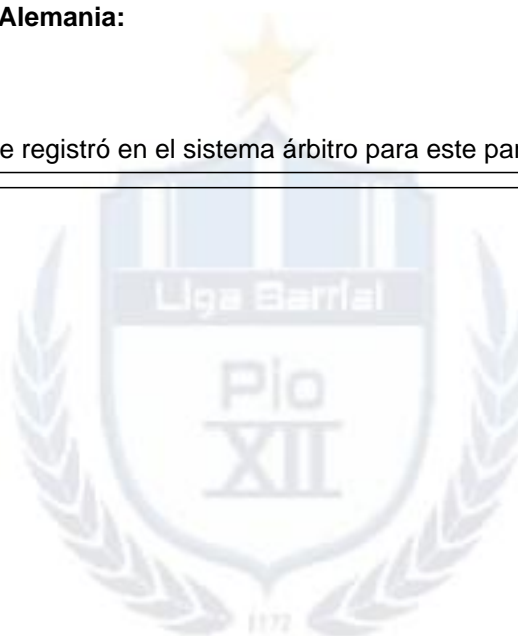 Alemania:
e registró en el sistema árbitro para este par
Liga Barrial
Pio
XII